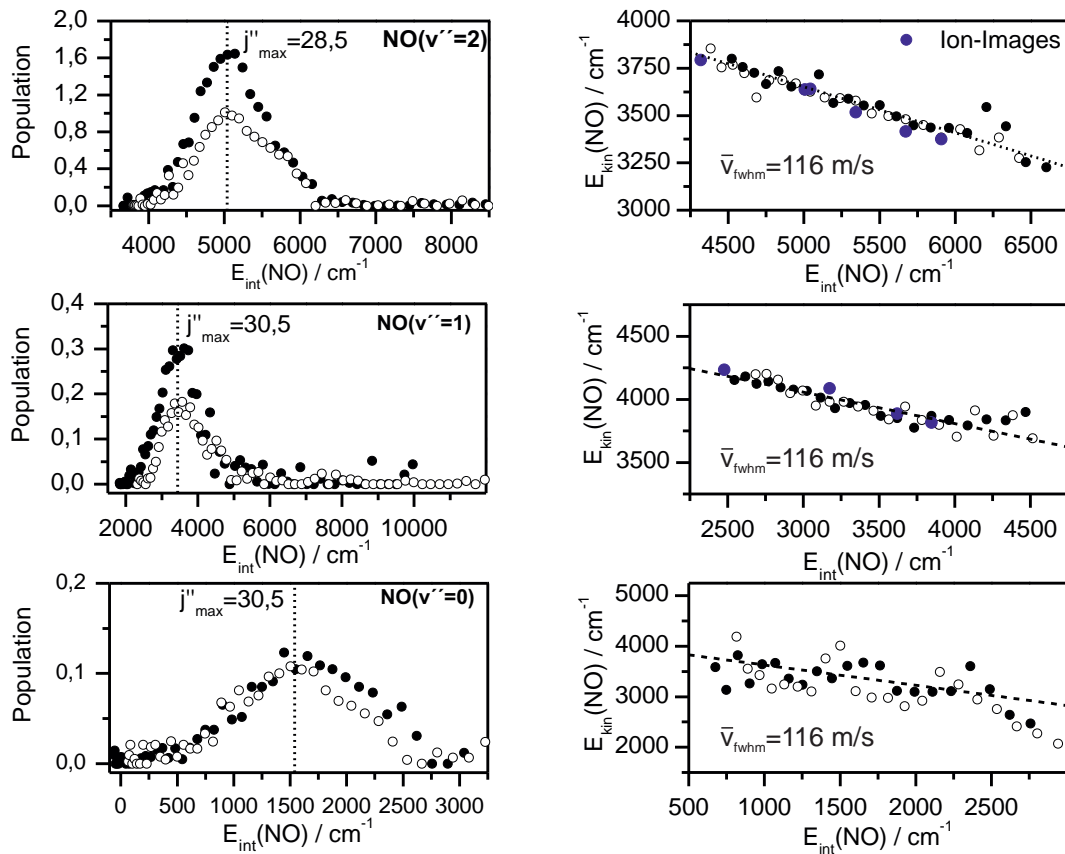 2,0
1,6
1,2
0,8
0,4
0,0
Population
j''max=28,5
NO(v´´=2)
4000 5000 6000 7000 8000
Eint(NO) / cm-1
4000
3750
3500
3250
3000
Ekin(NO) / cm-1
Ion-Images
v̅fwhm=116 m/s
4500 5000 5500 6000 6500
Eint(NO) / cm-1
0,4
0,3
0,2
0,1
0,0
Population
j''max=30,5
NO(v´´=1)
2000 4000 6000 8000 10000
Eint(NO) / cm-1
4500
4000
3500
Ekin(NO) / cm-1
v̅fwhm=116 m/s
2500 3000 3500 4000 4500
Eint(NO) / cm-1
0,2
0,1
0,0
Population
j''max=30,5
NO(v´´=0)
0 500 1000 1500 2000 2500 3000
Eint(NO) / cm-1
5000
4000
3000
2000
Ekin(NO) / cm-1
v̅fwhm=116 m/s
500 1000 1500 2000 2500
Eint(NO) / cm-1